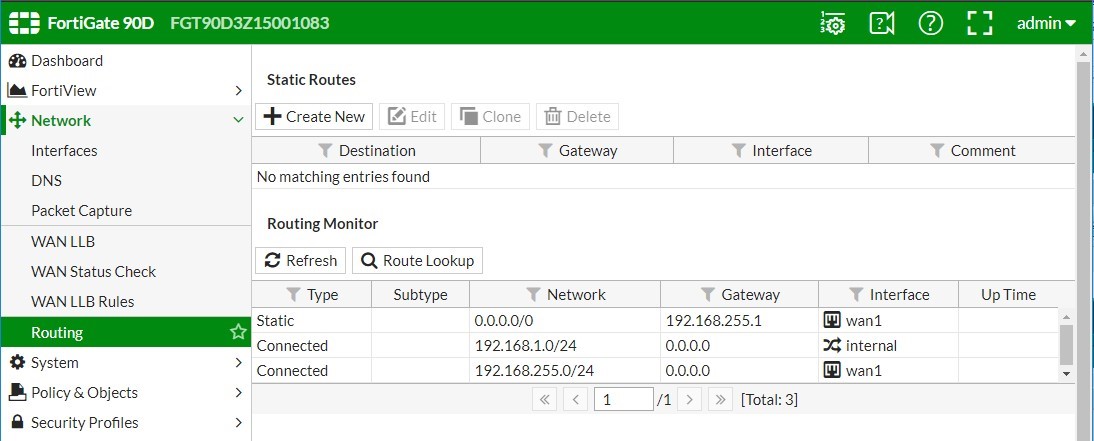 FortiGate 90D FGT90D3Z15001083 admin
Dashboard
FortiView
Network
Interfaces
DNS
Packet Capture
WAN LLB
WAN Status Check
WAN LLB Rules
Routing
System
Policy & Objects
Security Profiles
Static Routes
Create New Edit Clone Delete
Destination Gateway Interface Comment
No matching entries found
Routing Monitor
Refresh Route Lookup
Type Subtype Network Gateway Interface Up Time
Static 0.0.0.0/0 192.168.255.1 wan1
Connected 192.168.1.0/24 0.0.0.0 internal
Connected 192.168.255.0/24 0.0.0.0 wan1
« < 1 /1 > » [Total: 3]